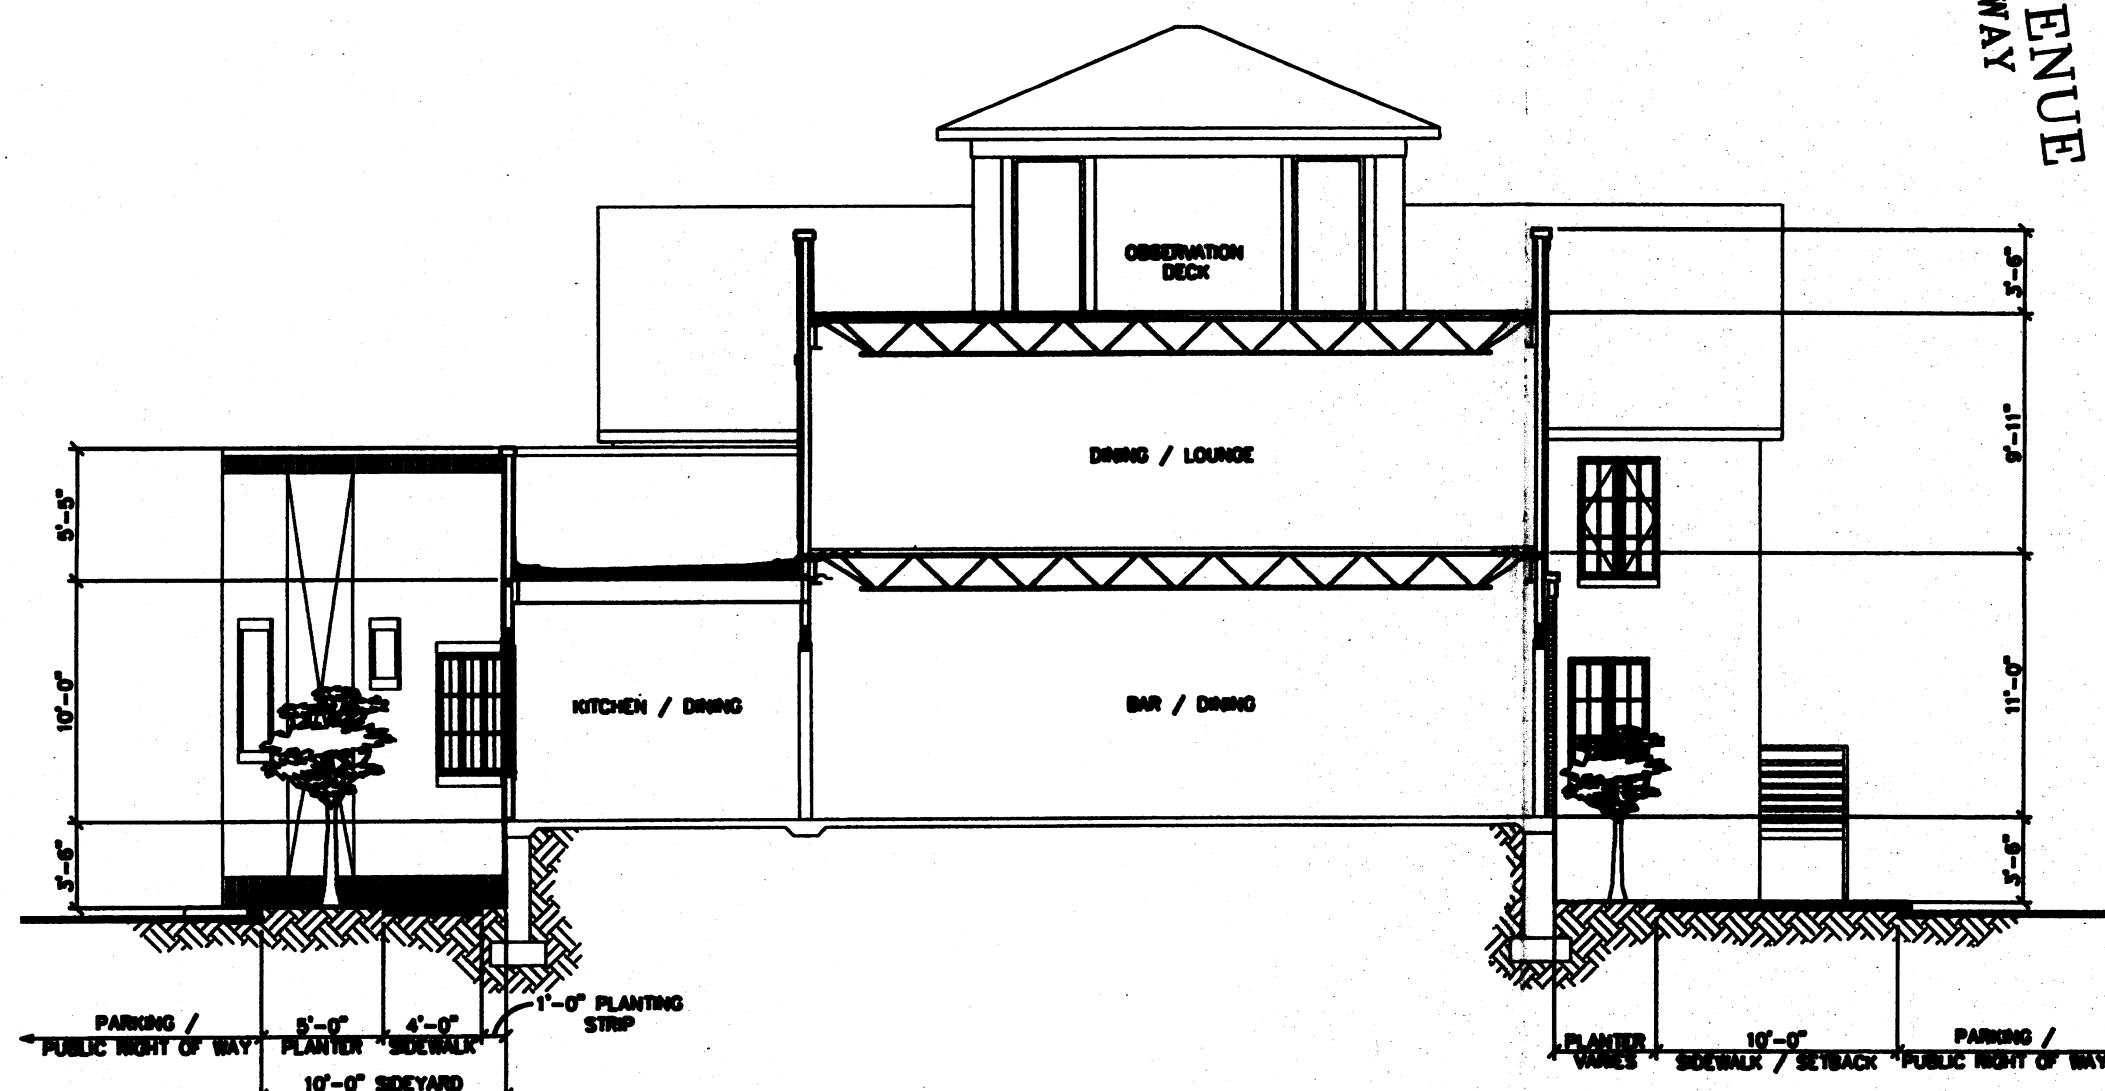 ENUE
WAY
OBSERVATION
DECK
3'-6"
9'-11"
DINING / LOUNGE
5'-5"
10'-0"
KITCHEN / DINING
BAR / DINING
11'-0"
3'-6"
3'-6"
1'-0" PLANTING
STRIP
PARKING /
PUBLIC RIGHT OF WAY
5'-0"
PLANTER
4'-0"
SIDEWALK
10'-0" SIDEYARD
PLANTER
VARIES
10'-0"
SIDEWALK / SETBACK
PARKING /
PUBLIC RIGHT OF WAY